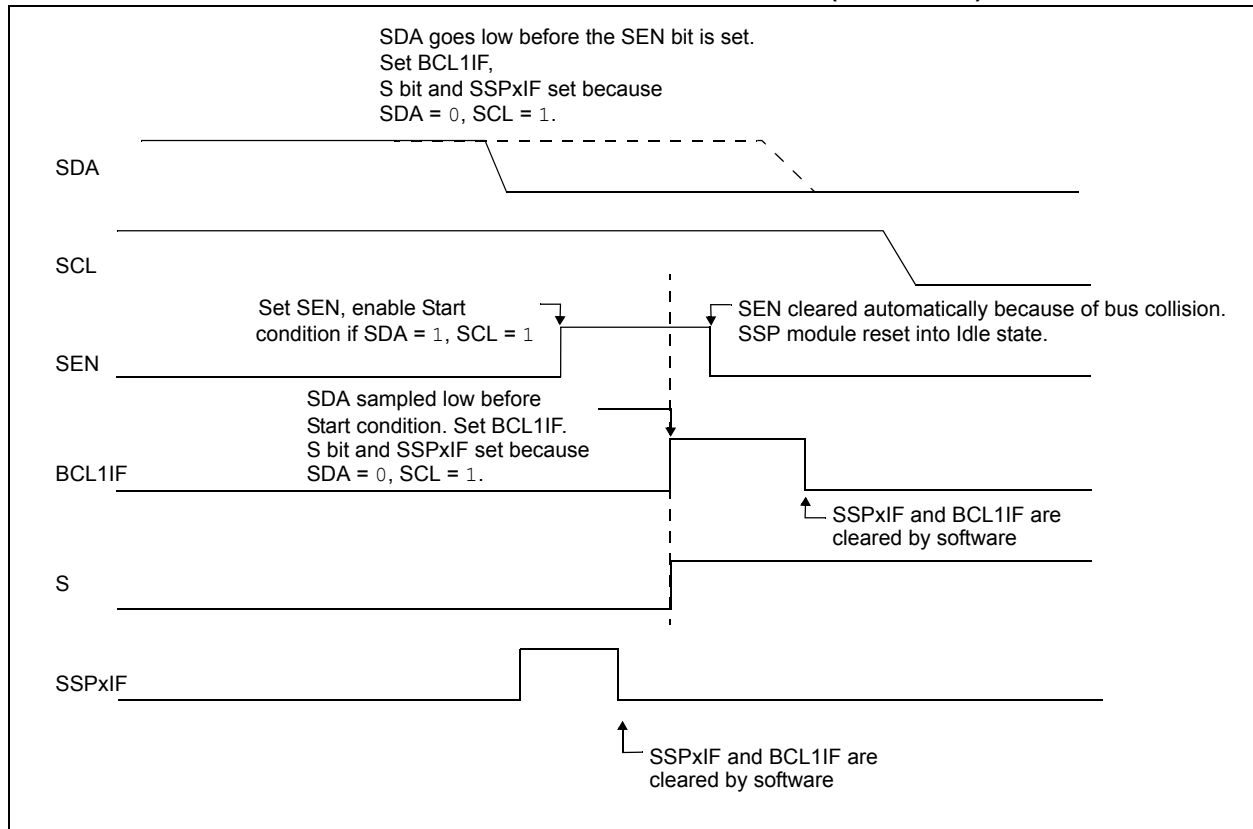 SDA goes low before the SEN bit is set.
Set BCL1IF,
S bit and SSPxIF set because
SDA = 0, SCL = 1.
SDA
SCL
Set SEN, enable Start
condition if SDA = 1, SCL = 1
SEN cleared automatically because of bus collision.
SSP module reset into Idle state.
SEN
SDA sampled low before
Start condition. Set BCL1IF.
S bit and SSPxIF set because
SDA = 0, SCL = 1.
BCL1IF
SSPxIF and BCL1IF are
cleared by software
S
SSPxIF
SSPxIF and BCL1IF are
cleared by software